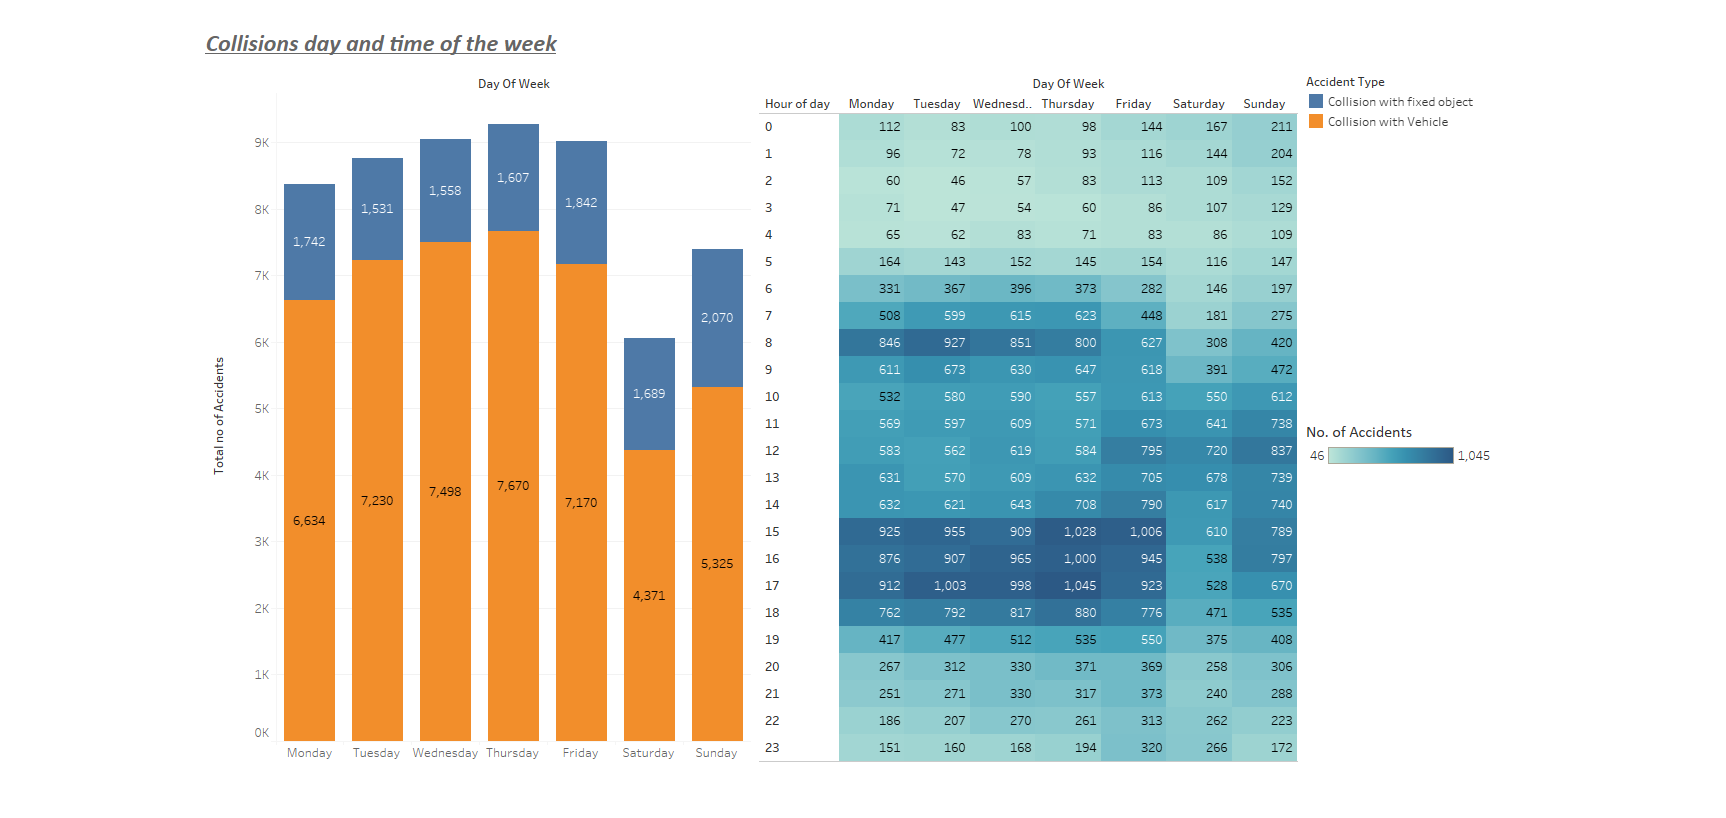 Collisions day and time of the week
Day Of Week
Total no of Accidents
9K
8K
7K
6K
5K
4K
3K
2K
1K
0K
1,742 1,531 1,558 1,607 1,842 1,689 2,070
6,634 7,230 7,498 7,670 7,170 4,371 5,325
Monday Tuesday Wednesday Thursday Friday Saturday Sunday
Day Of Week
Hour of day Monday Tuesday Wednesd.. Thursday Friday Saturday Sunday
0 112 83 100 98 144 167 211
1 96 72 78 93 116 144 204
2 60 46 57 83 113 109 152
3 71 47 54 60 86 107 129
4 65 62 83 71 83 86 109
5 164 143 152 145 154 116 147
6 331 367 396 373 282 146 197
7 508 599 615 623 448 181 275
8 846 927 851 800 627 308 420
9 611 673 630 647 618 391 472
10 532 580 590 557 613 550 612
11 569 597 609 571 673 641 738
12 583 562 619 584 795 720 837
13 631 570 609 632 705 678 739
14 632 621 643 708 790 617 740
15 925 955 909 1,028 1,006 610 789
16 876 907 965 1,000 945 538 797
17 912 1,003 998 1,045 923 528 670
18 762 792 817 880 776 471 535
19 417 477 512 535 550 375 408
20 267 312 330 371 369 258 306
21 251 271 330 317 373 240 288
22 186 207 270 261 313 262 223
23 151 160 168 194 320 266 172
Accident Type
Collision with fixed object
Collision with Vehicle
No. of Accidents
46 1,045